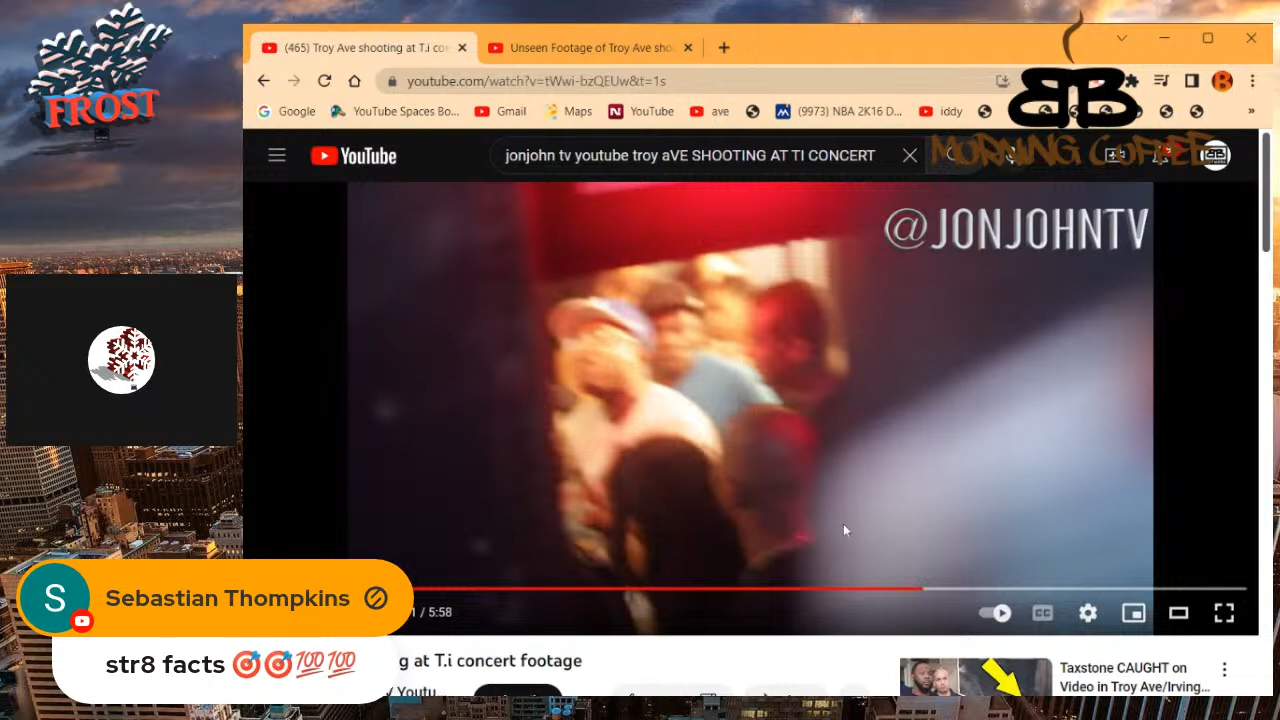 FROST
(465) Troy Ave shooting at T.i co
Unseen Footage of Troy Ave sho
youtube.com/watch?v=tWwi-bzQEUw&t=1s
Google
YouTube Spaces Bo...
Gmail
Maps
YouTube
ave
(9973) NBA 2K16 D...
iddy
BB
MORNING COFFEE
YouTube
jonjohn tv youtube troy aVE SHOOTING AT TI CONCERT
@JONJOHNTV
/ 5:58
S
Sebastian Thompkins
str8 facts 🎯🎯💯💯
g at T.i concert footage
Taxstone CAUGHT on
Video in Troy Ave/Irving...